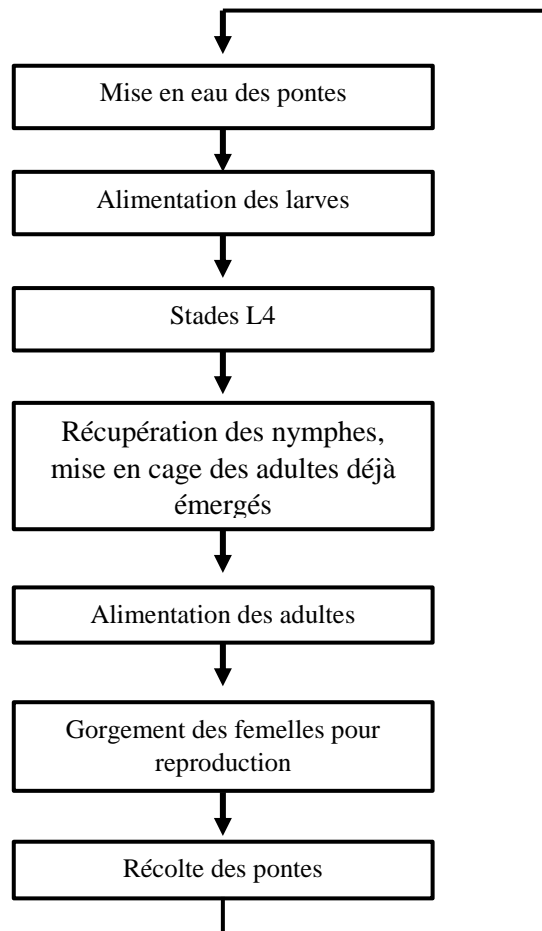 Mise en eau des pontes
Alimentation des larves
Stades L4
Récupération des nymphes,
mise en cage des adultes déjà
émergés
Alimentation des adultes
Gorgement des femelles pour
reproduction
Récolte des pontes